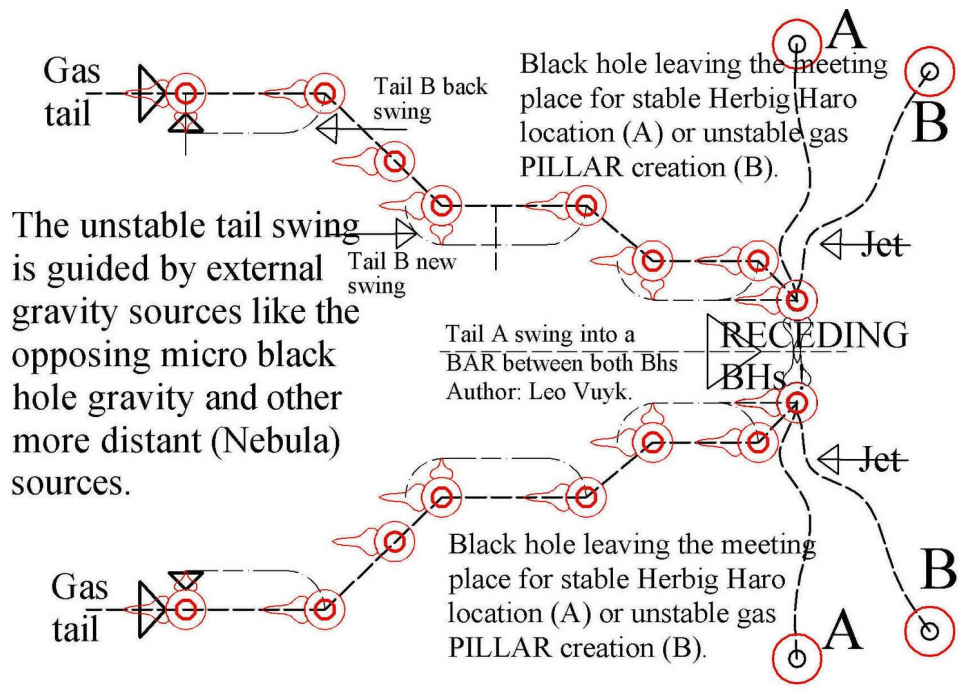 Gas
tail
Tail B back
swing
Black hole leaving the meeting
place for stable Herbig Haro
location (A) or unstable gas
PILLAR creation (B).
A
B
The unstable tail swing
is guided by external
gravity sources like the
opposing micro black
hole gravity and other
more distant (Nebula)
sources.
Tail B new
swing
Jet
Tail A swing into a
BAR between both Bhs
Author: Leo Vuyk.
RECEDING
BHs.
Jet
Black hole leaving the meeting
place for stable Herbig Haro
location (A) or unstable gas
PILLAR creation (B).
Gas
tail
A
B